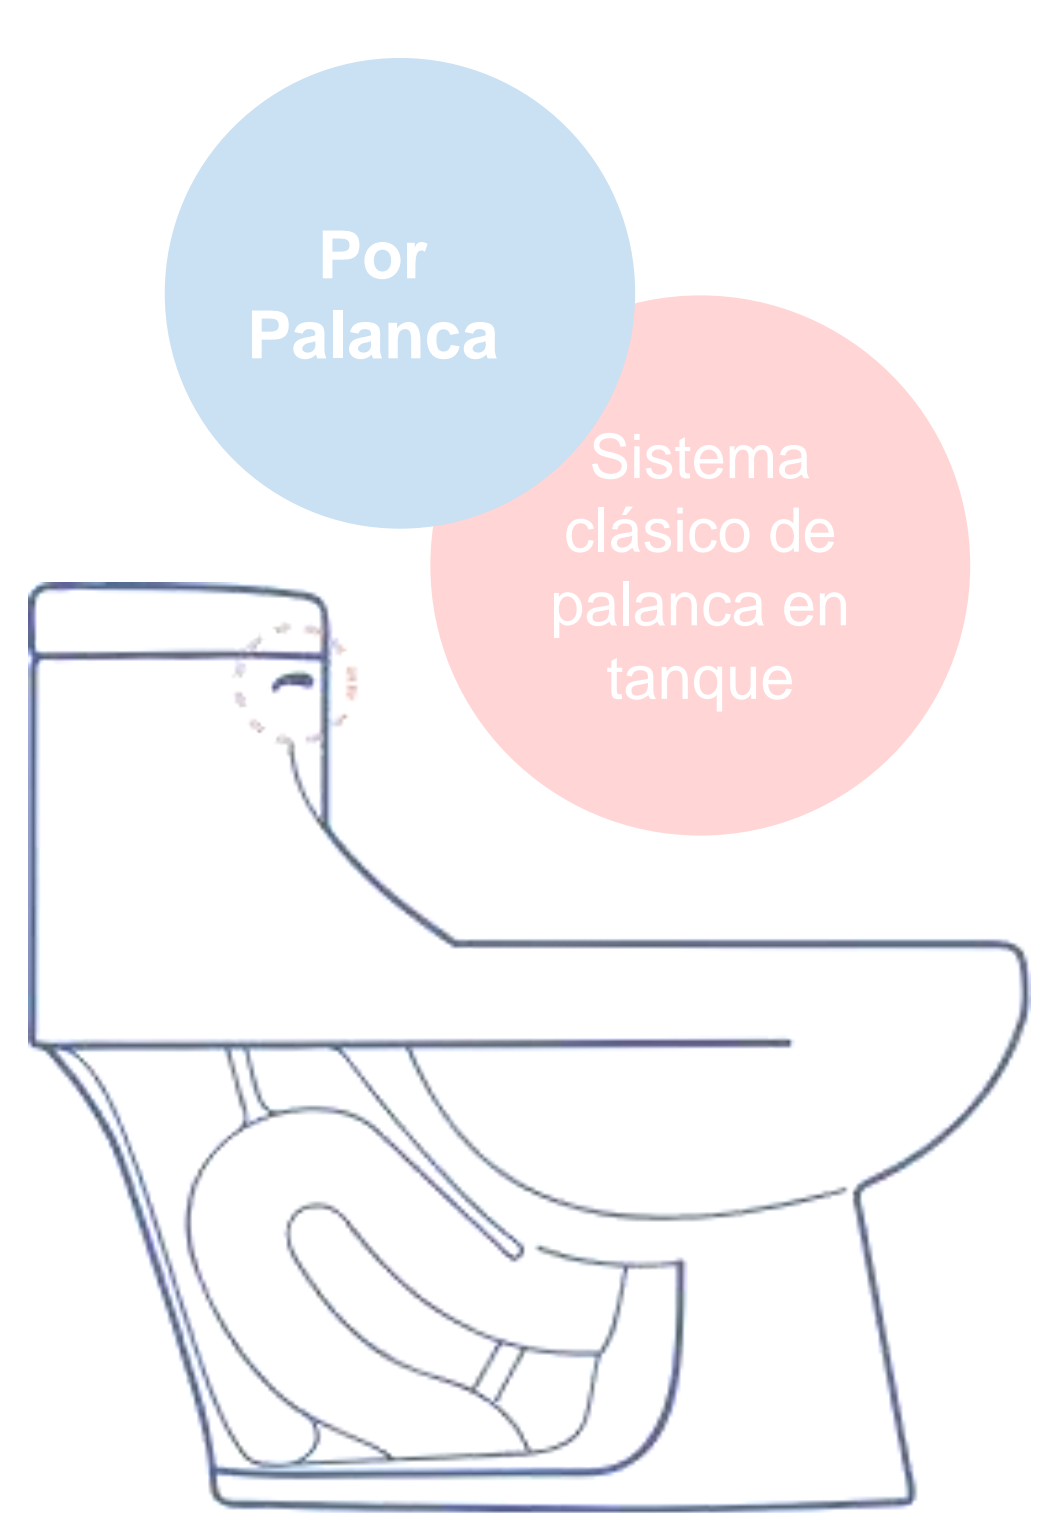 Por
Palanca
Sistema
clásico de
palanca en
tanque